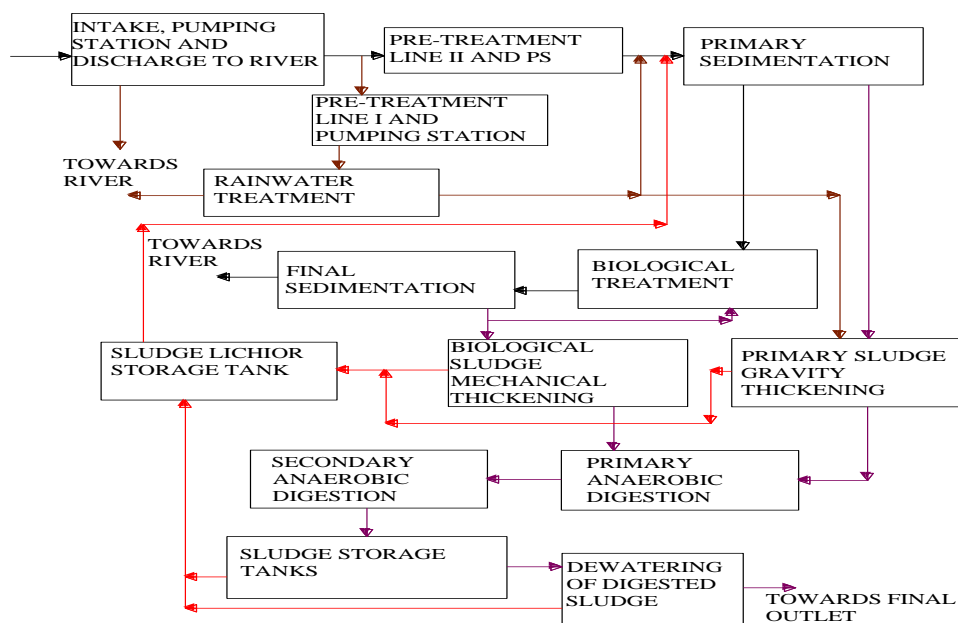 INTAKE, PUMPING
STATION AND
DISCHARGE TO RIVER
PRE-TREATMENT
LINE II AND PS
PRIMARY
SEDIMENTATION
PRE-TREATMENT
LINE I AND
PUMPING STATION
TOWARDS
RIVER
RAINWATER
TREATMENT
TOWARDS
RIVER
FINAL
SEDIMENTATION
BIOLOGICAL
TREATMENT
SLUDGE LICHIOR
STORAGE TANK
BIOLOGICAL
SLUDGE
MECHANICAL
THICKENING
PRIMARY SLUDGE
GRAVITY
THICKENING
SECONDARY
ANAEROBIC
DIGESTION
PRIMARY
ANAEROBIC
DIGESTION
SLUDGE STORAGE
TANKS
DEWATERING
OF DIGESTED
SLUDGE
TOWARDS FINAL
OUTLET